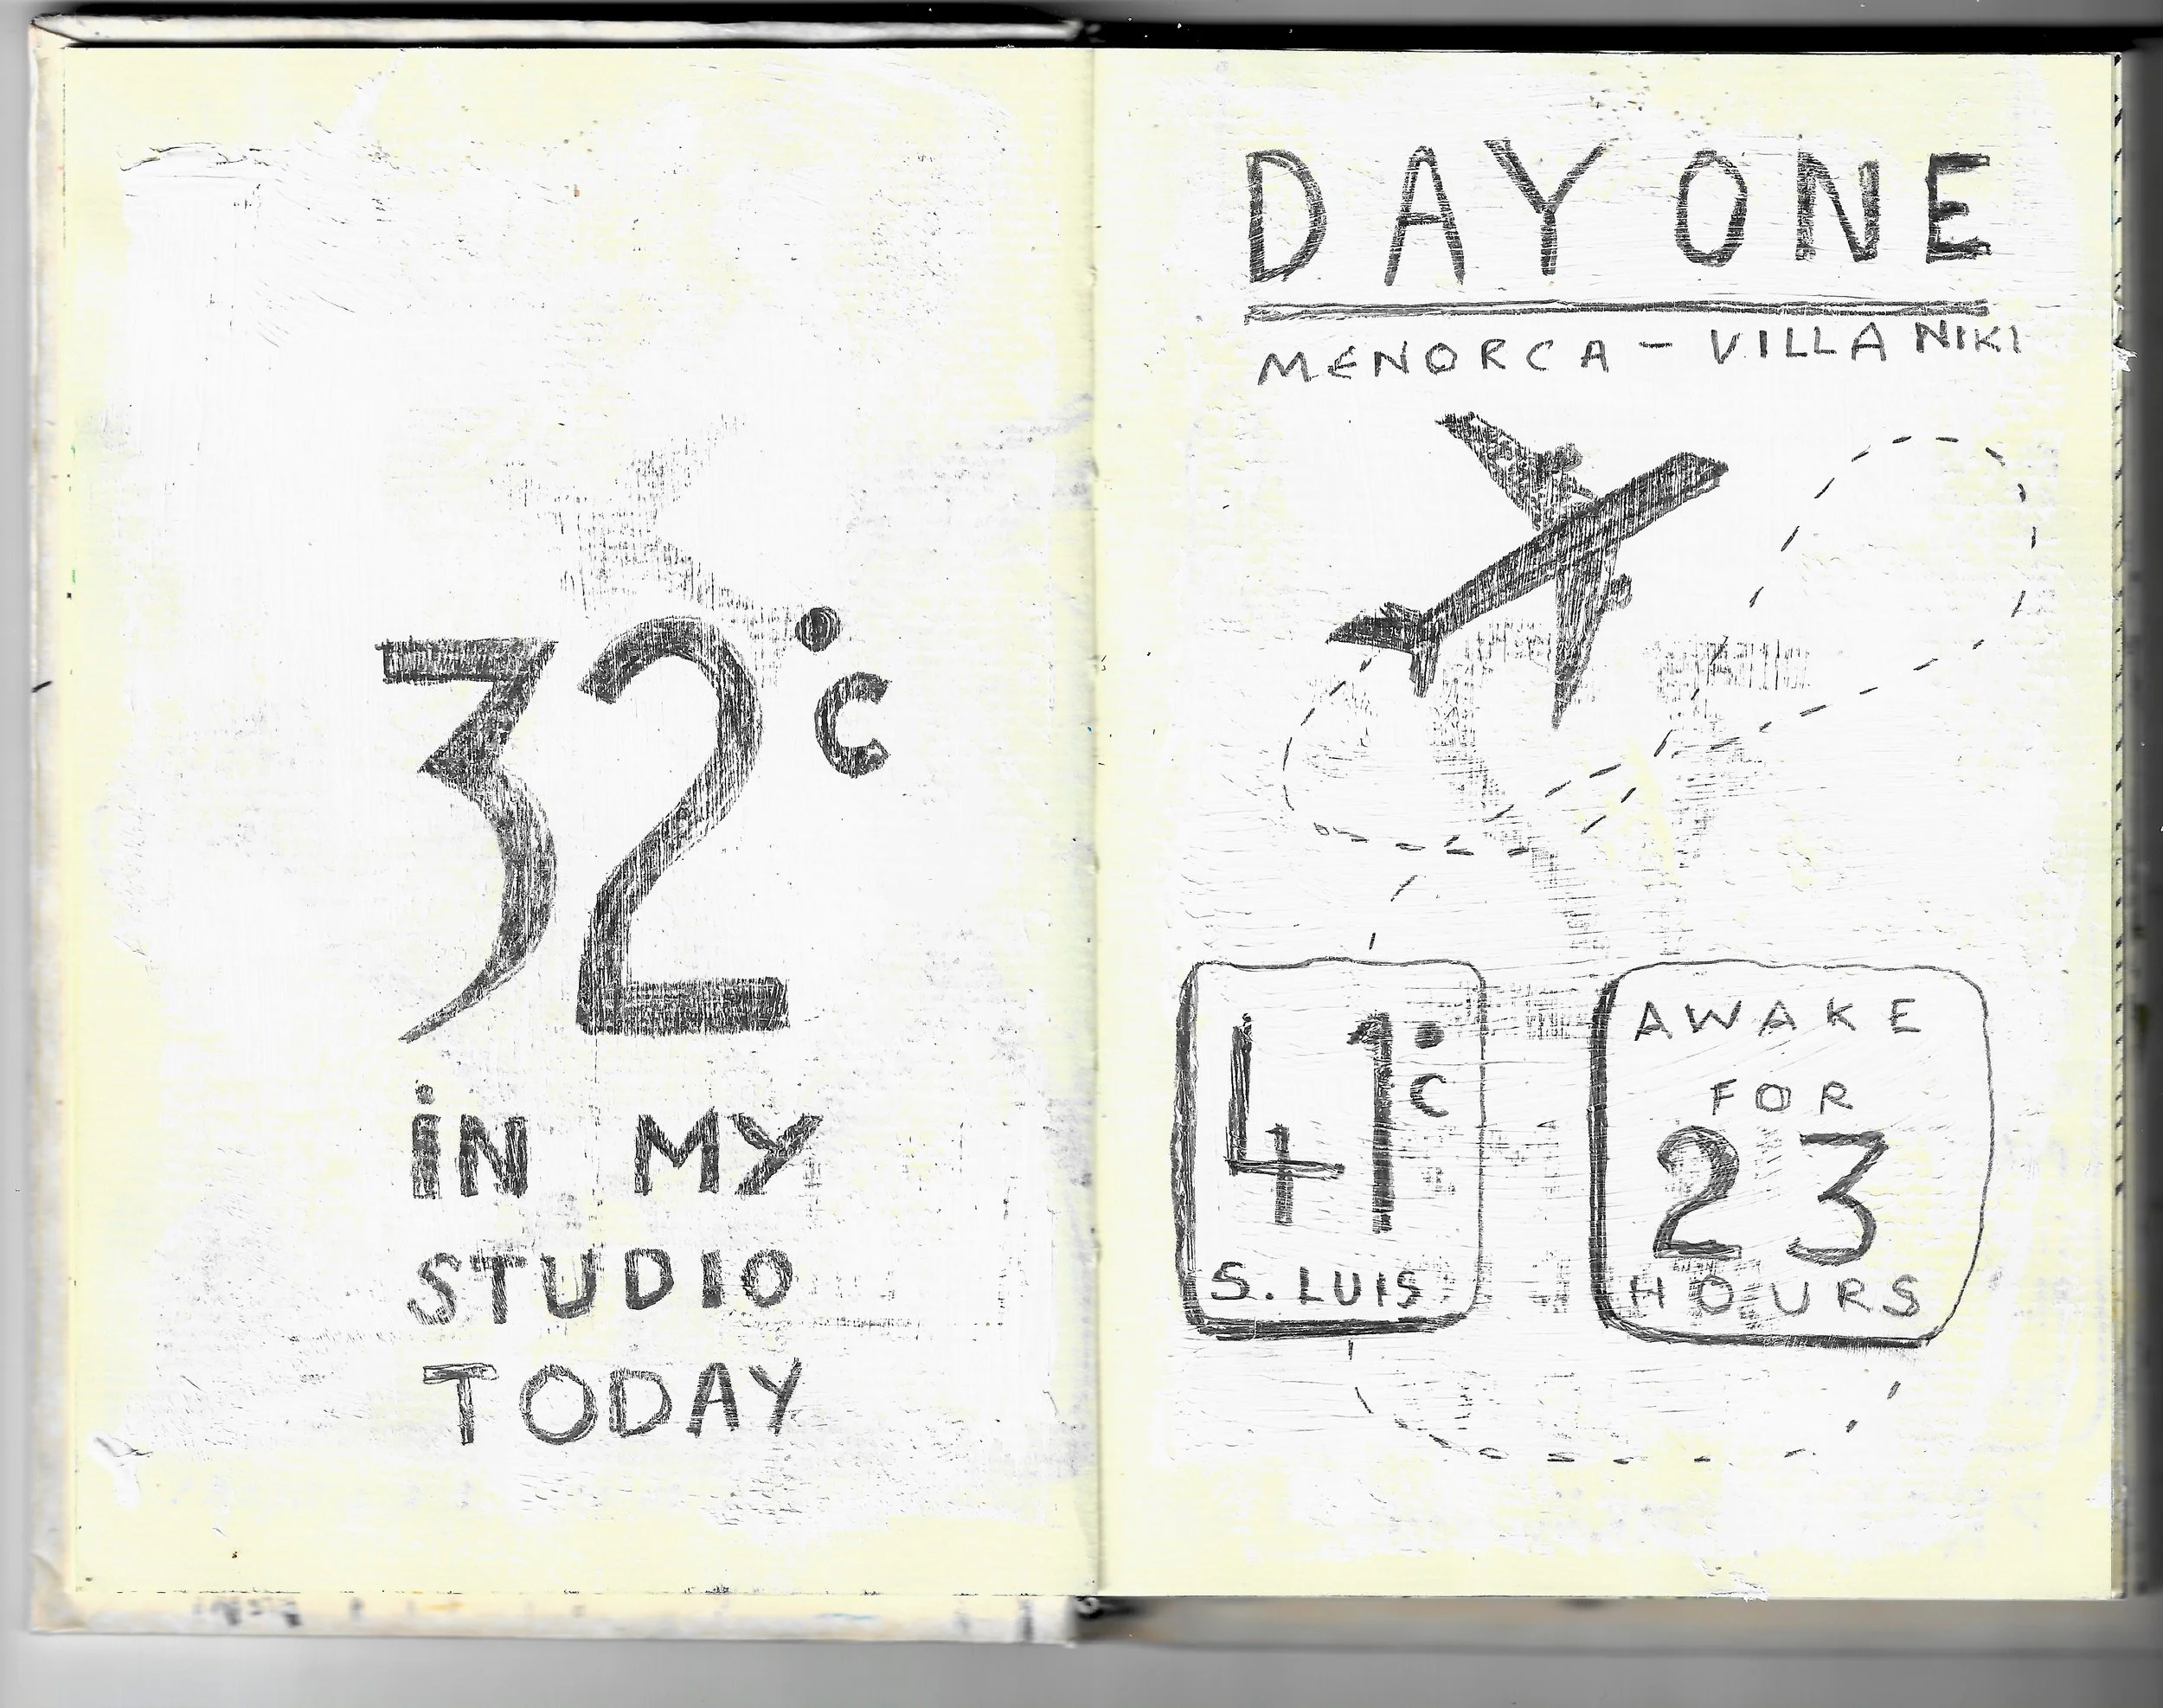 32°C
iN MY
STUDIO
TODAY
DAY ONE
MENORCA - VILLA NIKI
41°C
S. LUIS
AWAKE
FOR
23
HOURS